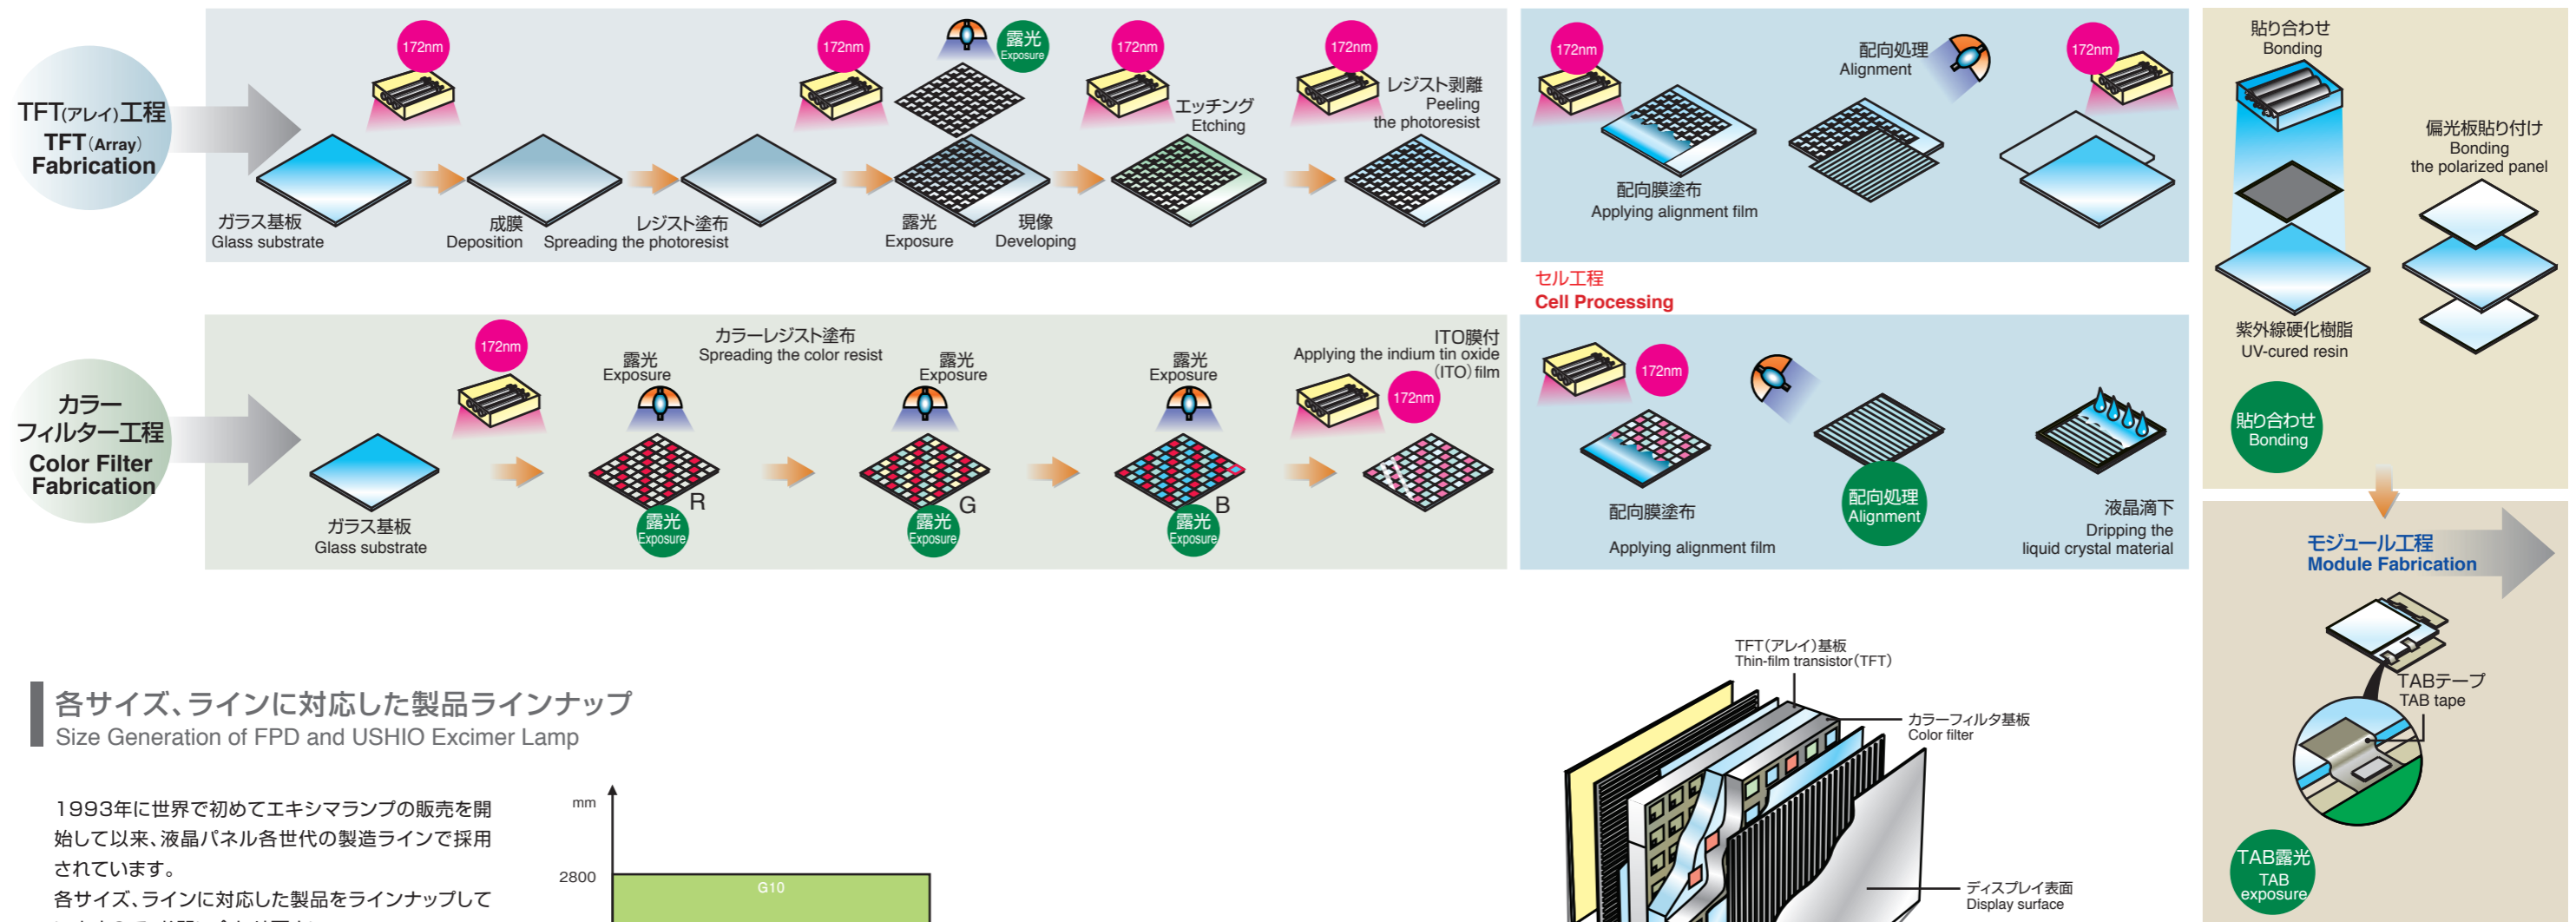 TFT(アレイ)工程
TFT(Array)
Fabrication
172nm
172nm
露光
Exposure
172nm
172nm
エッチング
Etching
レジスト剥離
Peeling
the photoresist
ガラス基板
Glass substrate
成膜
Deposition
レジスト塗布
Spreading the photoresist
露光
Exposure
現像
Developing
172nm
配向処理
Alignment
172nm
配向膜塗布
Applying alignment film
セル工程
Cell Processing
貼り合わせ
Bonding
偏光板貼り付け
Bonding
the polarized panel
紫外線硬化樹脂
UV-cured resin
貼り合わせ
Bonding
カラー
フィルター工程
Color Filter
Fabrication
172nm
カラーレジスト塗布
Spreading the color resist
露光
Exposure
露光
Exposure
露光
Exposure
ITO膜付
Applying the indium tin oxide
(ITO)film
172nm
ガラス基板
Glass substrate
R
露光
Exposure
G
露光
Exposure
B
露光
Exposure
172nm
配向膜塗布
Applying alignment film
配向処理
Alignment
液晶滴下
Dripping the
liquid crystal material
モジュール工程
Module Fabrication
TABテープ
TAB tape
TAB露光
TAB
exposure
各サイズ、ラインに対応した製品ラインナップ
Size Generation of FPD and USHIO Excimer Lamp
1993年に世界で初めてエキシマランプの販売を開
始して以来、液晶パネル各世代の製造ラインで採用
されています。
各サイズ、ラインに対応した製品をラインナップして
mm
2800
G10
TFT(アレイ)基板
Thin-film transistor(TFT)
カラーフィルタ基板
Color filter
ディスプレイ表面
Display surface